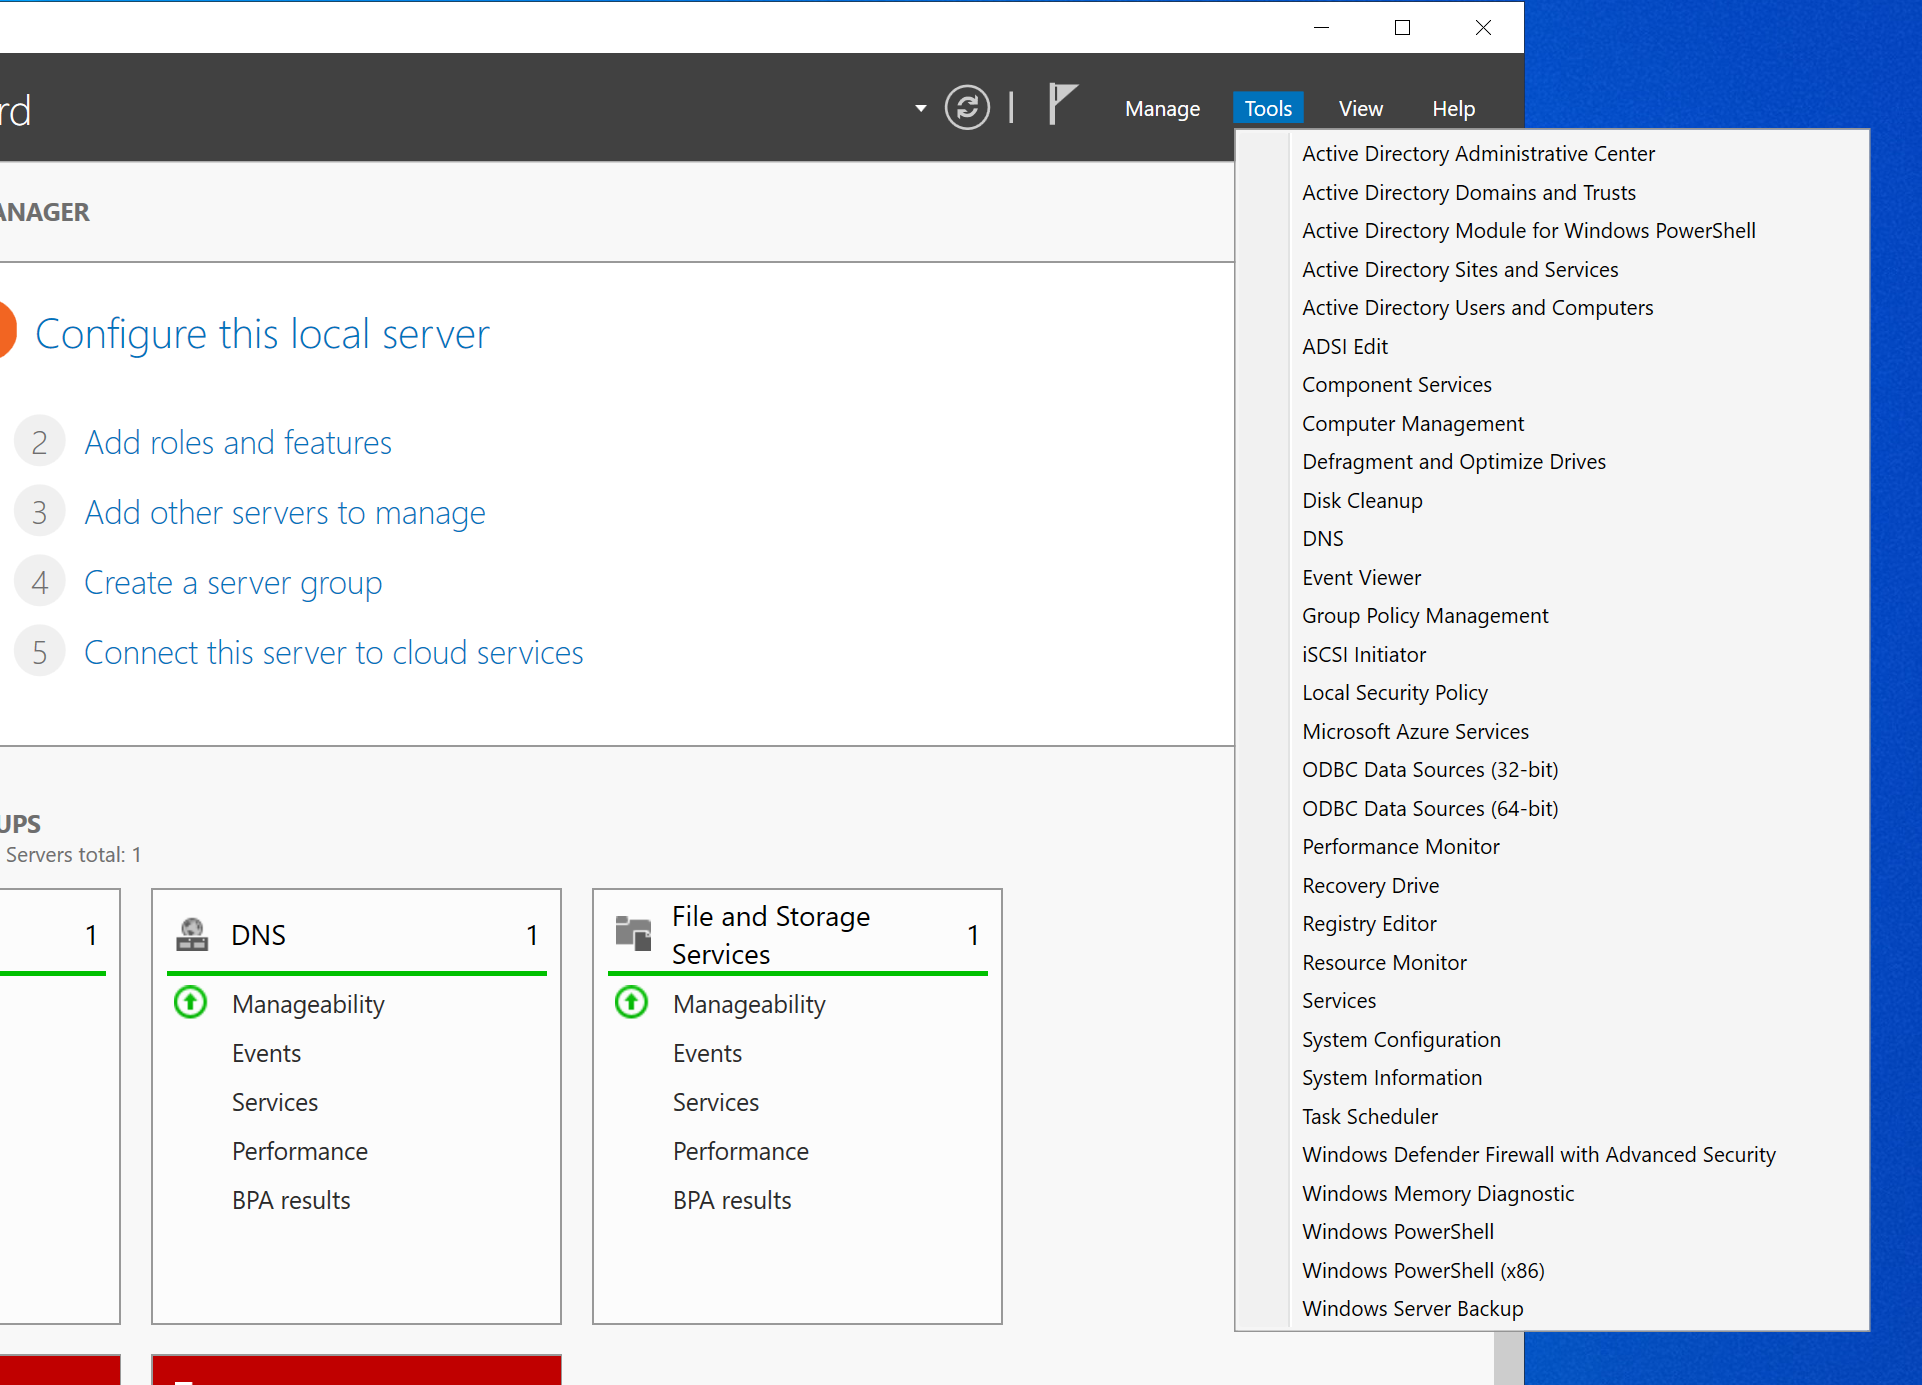 rd
Manage
Tools
View
Help
ANAGER
Configure this local server
2 Add roles and features
3 Add other servers to manage
4 Create a server group
5 Connect this server to cloud services
UPS
Servers total: 1
1
DNS 1
Manageability
Events
Services
Performance
BPA results
File and Storage
Services 1
Manageability
Events
Services
Performance
BPA results
Active Directory Administrative Center
Active Directory Domains and Trusts
Active Directory Module for Windows PowerShell
Active Directory Sites and Services
Active Directory Users and Computers
ADSI Edit
Component Services
Computer Management
Defragment and Optimize Drives
Disk Cleanup
DNS
Event Viewer
Group Policy Management
iSCSI Initiator
Local Security Policy
Microsoft Azure Services
ODBC Data Sources (32-bit)
ODBC Data Sources (64-bit)
Performance Monitor
Recovery Drive
Registry Editor
Resource Monitor
Services
System Configuration
System Information
Task Scheduler
Windows Defender Firewall with Advanced Security
Windows Memory Diagnostic
Windows PowerShell
Windows PowerShell (x86)
Windows Server Backup